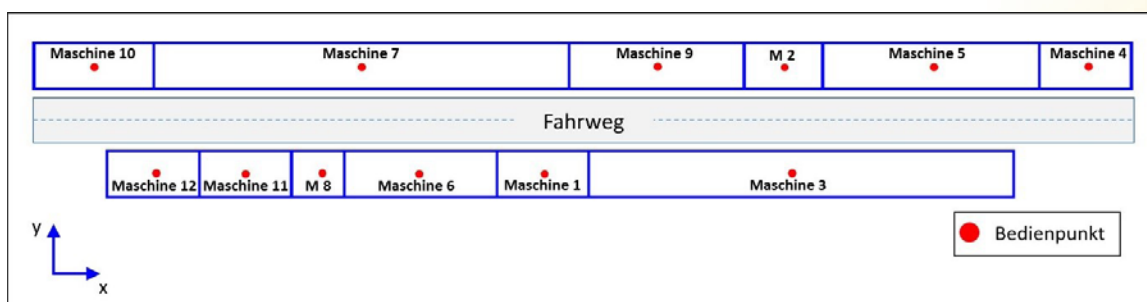 Maschine 10
Maschine 7
Maschine 9
M 2
Maschine 5
Maschine 4
Fahrweg
Maschine 12
Maschine 11
M 8
Maschine 6
Maschine 1
Maschine 3
y
x
Bedienpunkt